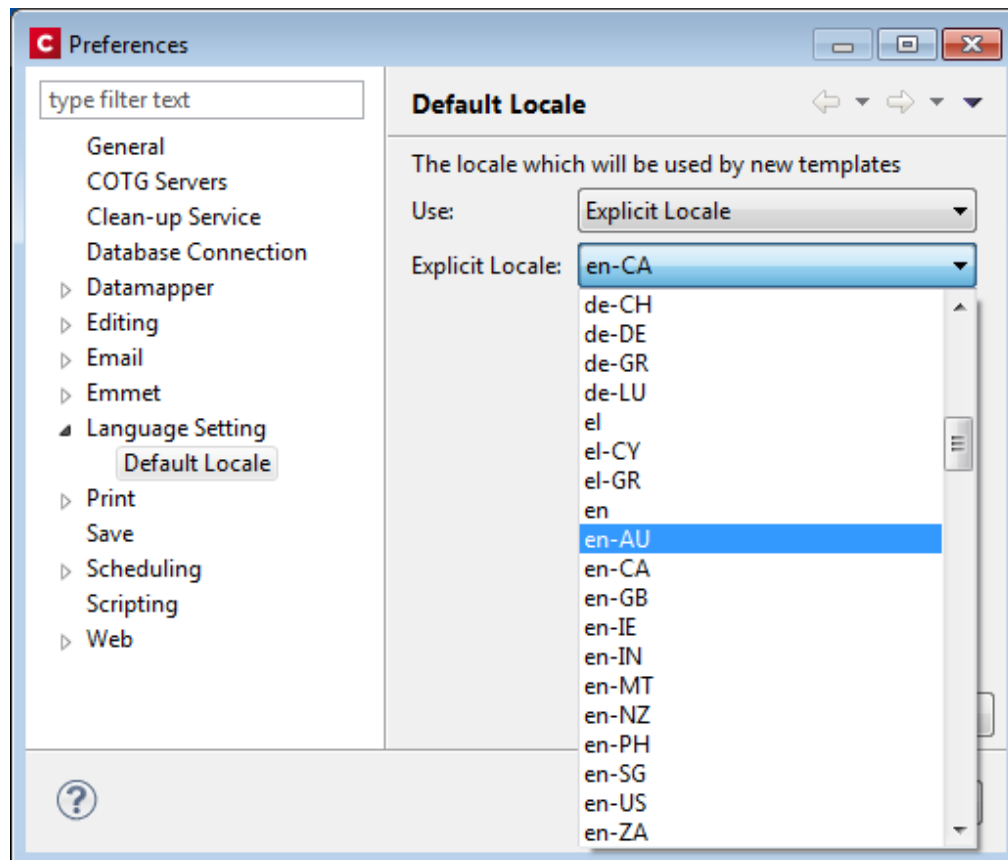 C Preferences
type filter text
General
COTG Servers
Clean-up Service
Database Connection
Datamapper
Editing
Email
Emmet
Language Setting
Default Locale
Print
Save
Scheduling
Scripting
Web
Default Locale
The locale which will be used by new templates
Use: Explicit Locale
Explicit Locale: en-CA
de-CH
de-DE
de-GR
de-LU
el
el-CY
el-GR
en
en-AU
en-CA
en-GB
en-IE
en-IN
en-MT
en-NZ
en-PH
en-SG
en-US
en-ZA
?